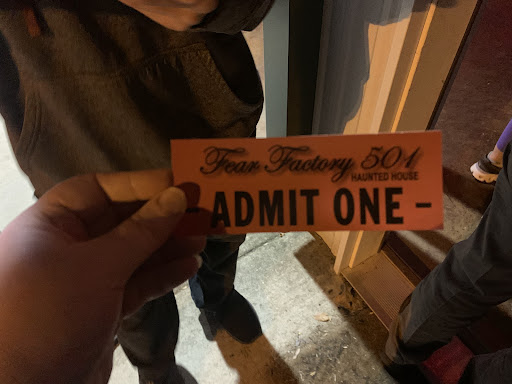 Fear Factory 501
HAUNTED HOUSE
- ADMIT ONE -